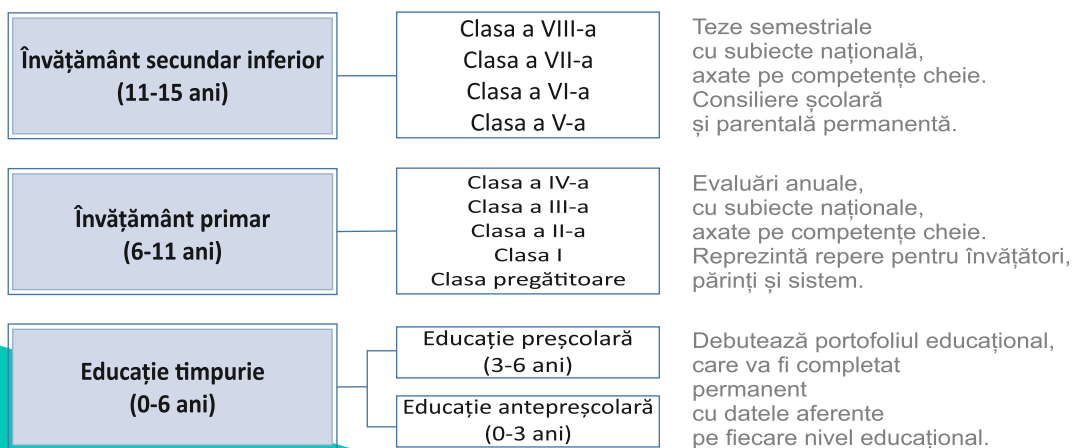 Învățământ secundar inferior
(11-15 ani)
Clasa a VIII-a
Clasa a VII-a
Clasa a VI-a
Clasa a V-a
Teze semestriale
cu subiecte națională,
axate pe competențe cheie.
Consiliere școlară
și parentală permanentă.
Învățământ primar
(6-11 ani)
Clasa a IV-a
Clasa a III-a
Clasa a II-a
Clasa I
Clasa pregătitoare
Evaluări anuale,
cu subiecte naționale,
axate pe competențe cheie.
Reprezintă repere pentru învățători,
părinți și sistem.
Educație timpurie
(0-6 ani)
Educație preșcolară
(3-6 ani)
Educație antepreșcolară
(0-3 ani)
Debutează portofoliul educațional,
care va fi completat
permanent
cu datele aferente
pe fiecare nivel educațional.